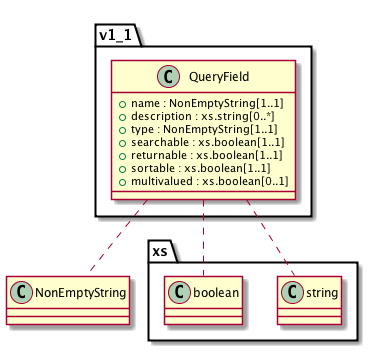 v1_1
C QueryField
name : NonEmptyString[1..1]
description : xs.string[0..*]
type : NonEmptyString[1..1]
searchable : xs.boolean[1..1]
returnable : xs.boolean[1..1]
sortable : xs.boolean[1..1]
multivalued : xs.boolean[0..1]
xs
C NonEmptyString
C boolean
C string